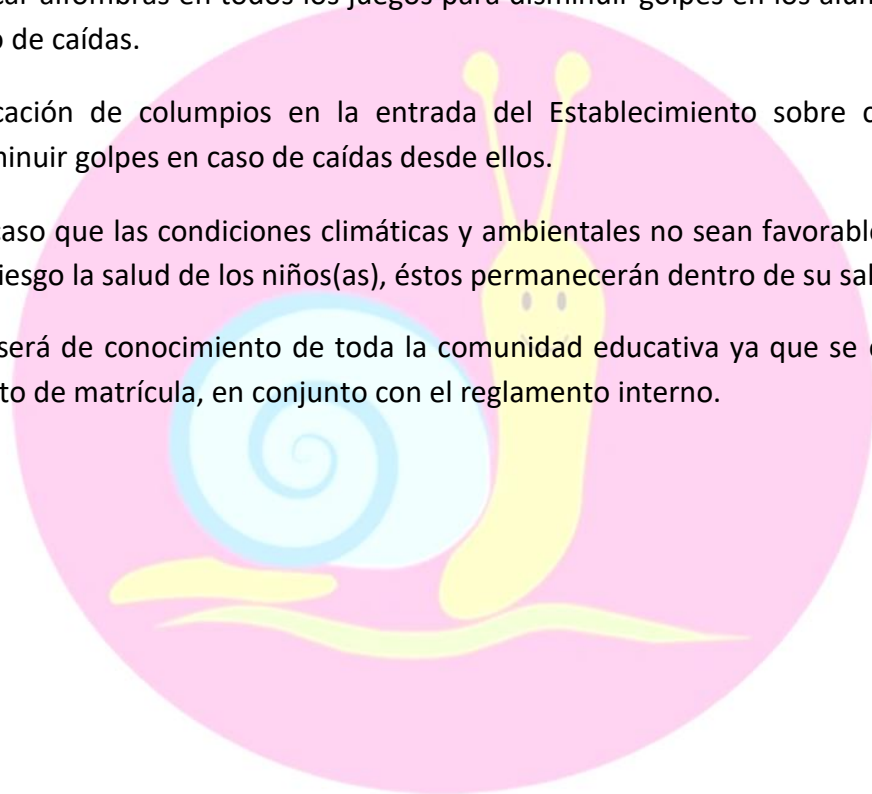 car alfombras en todos los juegos para disminuir golpes en los alum
o de caídas.
cación de columpios en la entrada del Establecimiento sobre
minuir golpes en caso de caídas desde ellos.
caso que las condiciones climáticas y ambientales no sean favorable
riesgo la salud de los niños(as), éstos permanecerán dentro de su sal
será de conocimiento de toda la comunidad educativa ya que se
to de matrícula, en conjunto con el reglamento interno.